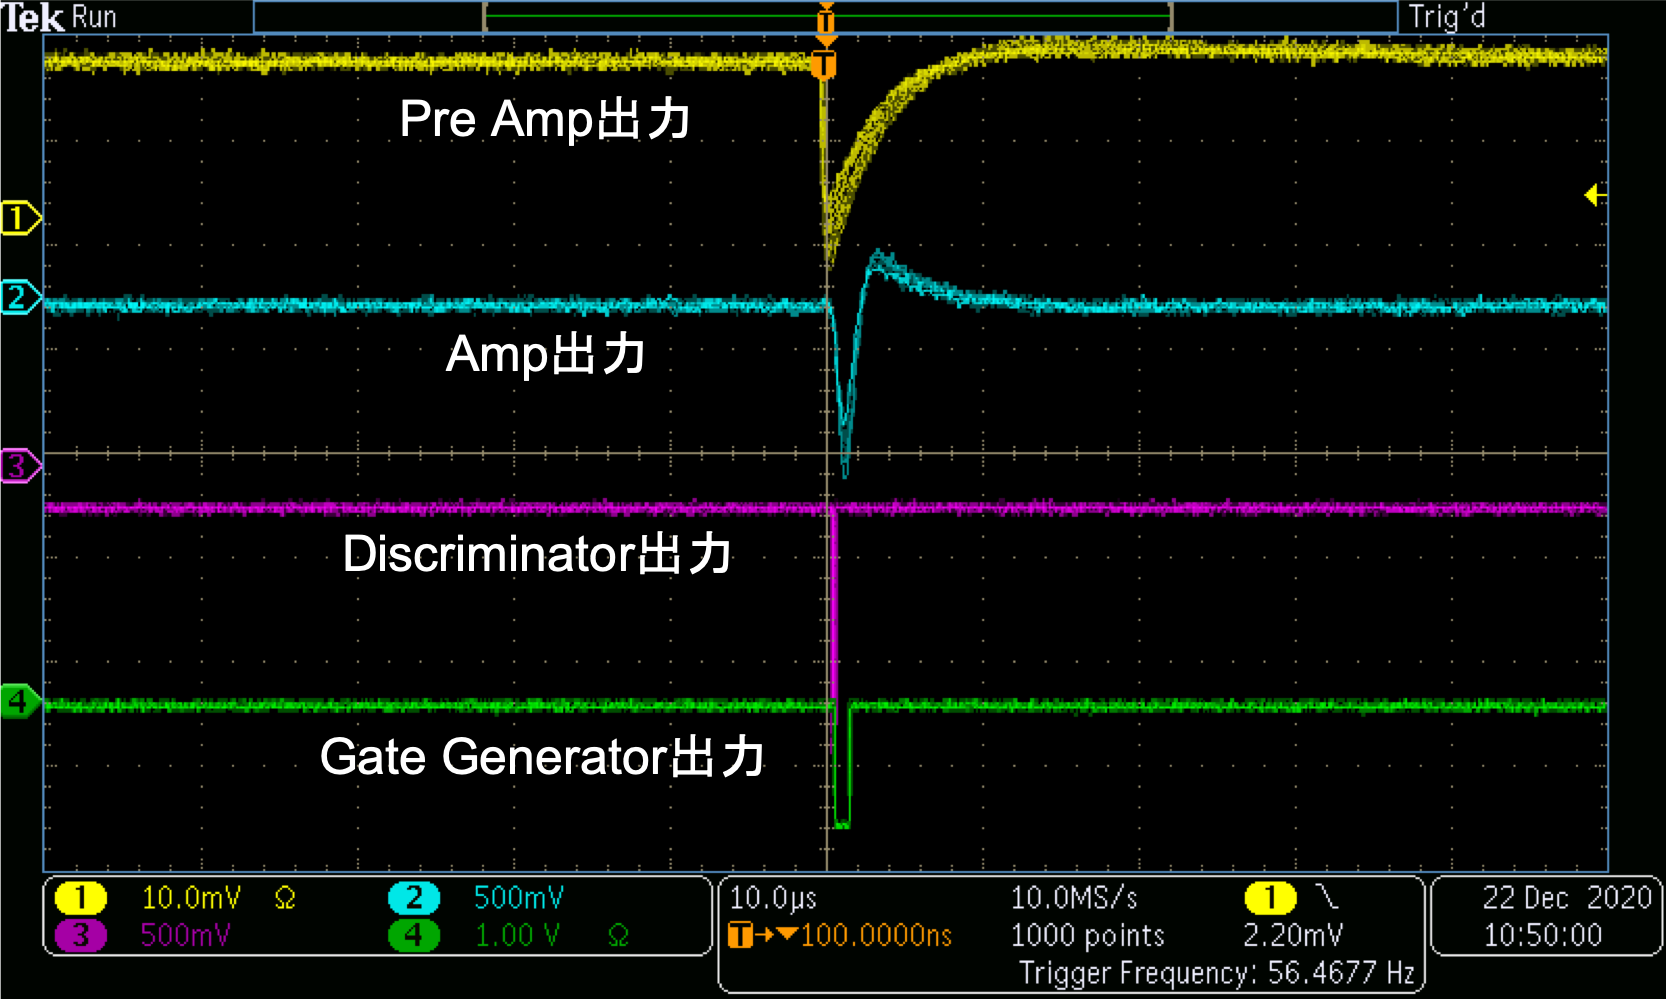 Tek Run Trig'd
T
T
Pre Amp出力
1
2
Amp出力
3
Discriminator出力
4
Gate Generator出力
1 10.0mV Ω 2 500mV
3 500mV 4 1.00 V Ω
10.0µs 10.0MS/s 1
T→▼100.0000ns 1000 points 2.20mV
Trigger Frequency: 56.4677 Hz
22 Dec 2020
10:50:00